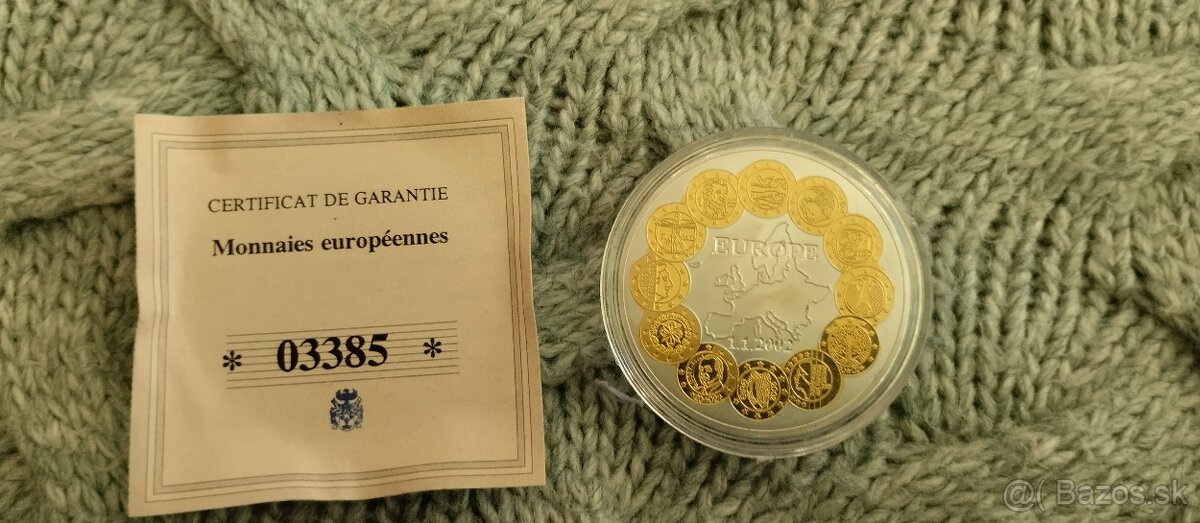 CERTIFICAT DE GARANTIE
Monnaies européennes
* 03385 *
EUROPE
1.1.2002
@( Bazos.sk